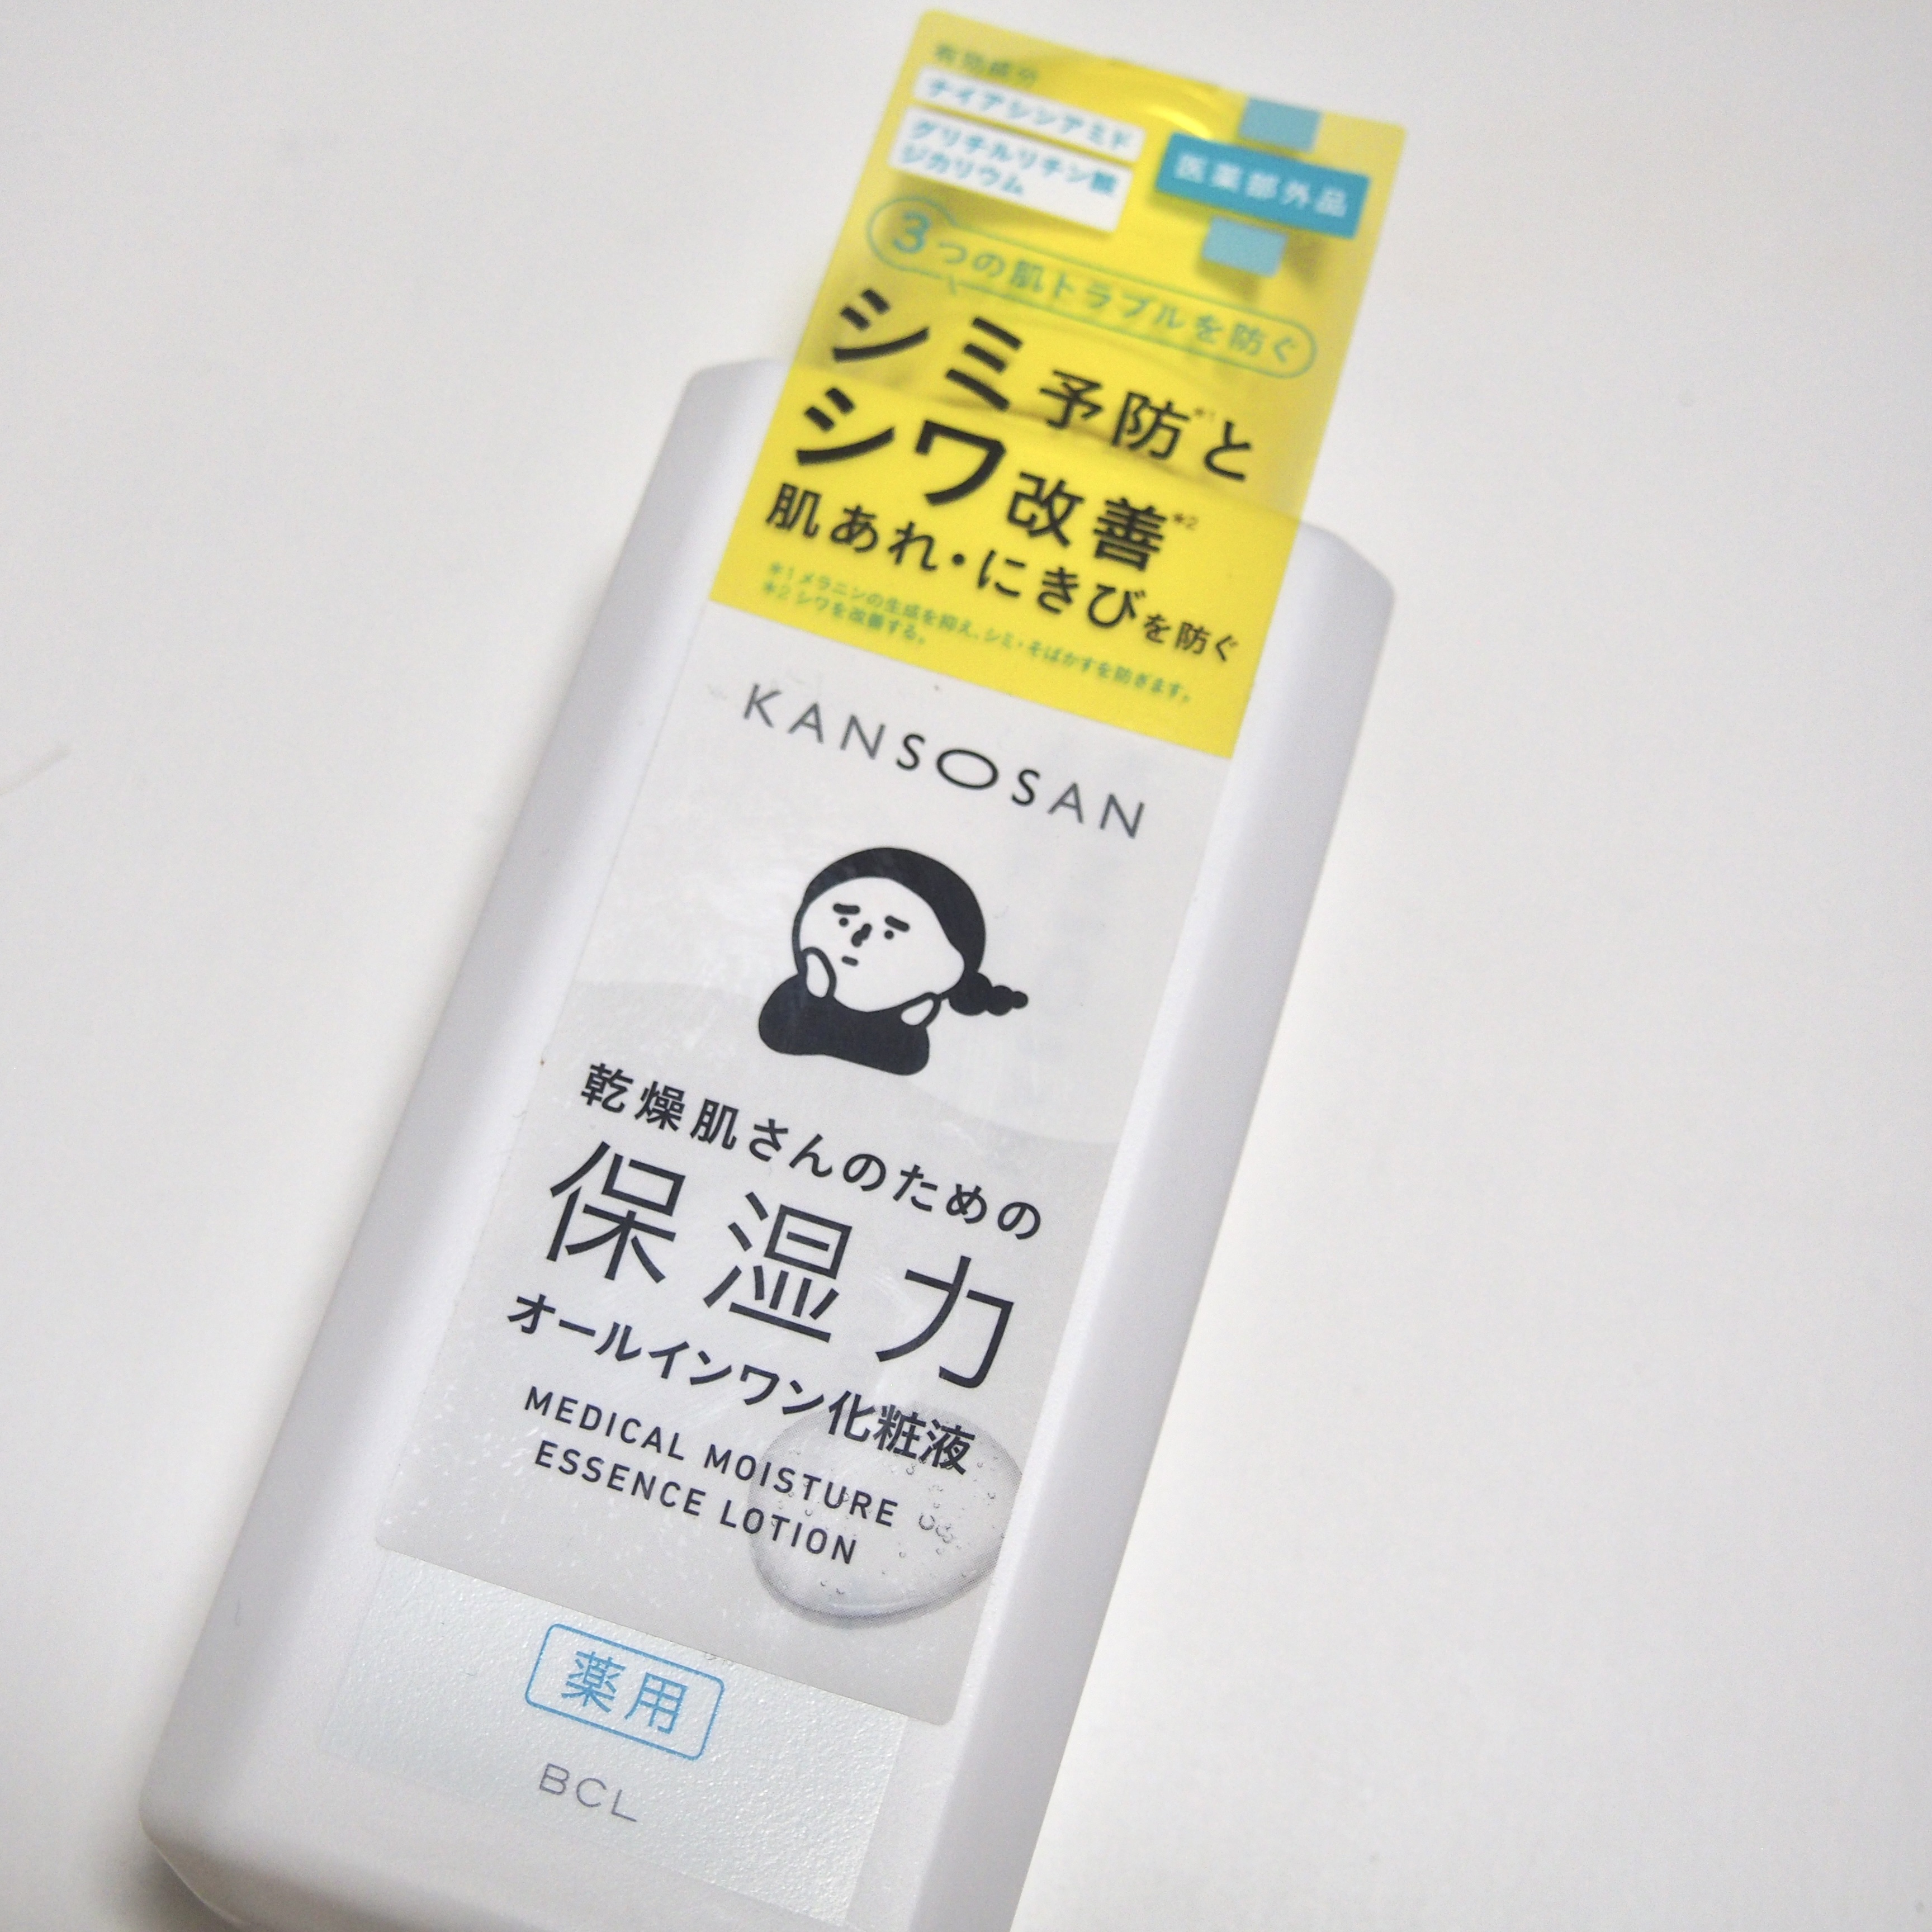 有効成分
ナイアシンアミド
グリチルリチン酸
ジカリウム
医薬部外品
3つの肌トラブルを防ぐ
シミ予防※1と
シワ改善※2
肌あれ・にきびを防ぐ
※1 メラニンの生成を抑え、シミ・そばかすを防ぎます。
※2 シワを改善する。
KANSOSAN
乾燥肌さんのための
保湿力
オールインワン化粧液
MEDICAL MOISTURE
ESSENCE LOTION
薬用
BCL